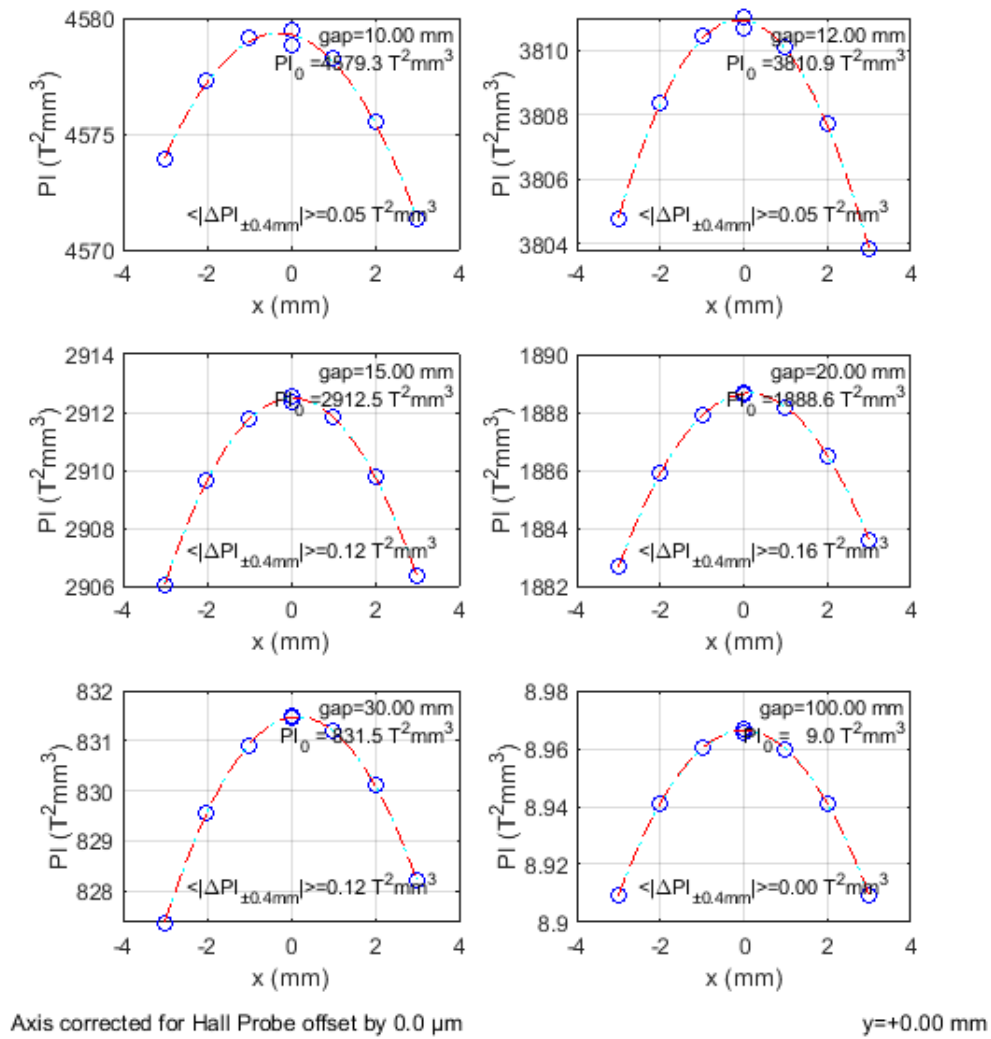 4580
4575
4570
PI (T²mm³)
gap=10.00 mm
PI₀ =4579.3 T²mm³
<|ΔPI±0.4mm|>=0.05 T²mm³
-4 -2 0 2 4
x (mm)
3810
3808
3806
3804
PI (T²mm³)
gap=12.00 mm
PI₀ =3810.9 T²mm³
<|ΔPI±0.4mm|>=0.05 T²mm³
-4 -2 0 2 4
x (mm)
2914
2912
2910
2908
2906
PI (T²mm³)
gap=15.00 mm
PI₀ =2912.5 T²mm³
<|ΔPI±0.4mm|>=0.12 T²mm³
-4 -2 0 2 4
x (mm)
1890
1888
1886
1884
1882
PI (T²mm³)
gap=20.00 mm
PI₀ =1888.6 T²mm³
<|ΔPI±0.4mm|>=0.16 T²mm³
-4 -2 0 2 4
x (mm)
832
831
830
829
828
PI (T²mm³)
gap=30.00 mm
PI₀ = 831.5 T²mm³
<|ΔPI±0.4mm|>=0.12 T²mm³
-4 -2 0 2 4
x (mm)
8.98
8.96
8.94
8.92
8.9
PI (T²mm³)
gap=100.00 mm
PI₀ = 9.0 T²mm³
<|ΔPI±0.4mm|>=0.00 T²mm³
-4 -2 0 2 4
x (mm)
Axis corrected for Hall Probe offset by 0.0 µm
y=+0.00 mm